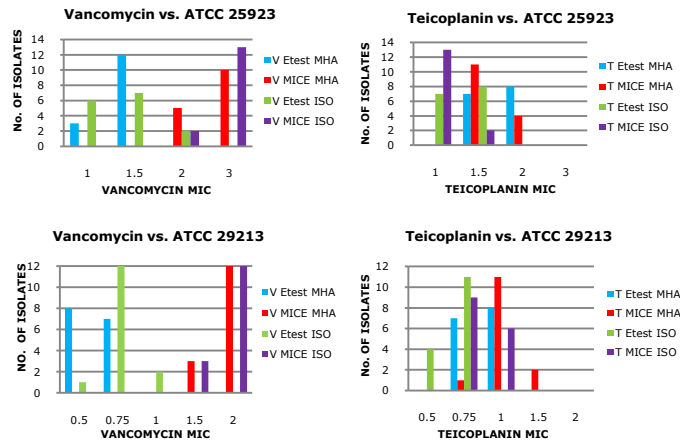 Vancomycin vs. ATCC 25923
No. OF ISOLATES
14
12
10
8
6
4
2
0
1 1.5 2 3
VANCOMYCIN MIC
V Etest MHA
V MICE MHA
V Etest ISO
V MICE ISO
Teicoplanin vs. ATCC 25923
No. OF ISOLATES
14
12
10
8
6
4
2
0
1 1.5 2 3
TEICOPLANIN MIC
T Etest MHA
T MICE MHA
T Etest ISO
T MICE ISO
Vancomycin vs. ATCC 29213
No. OF ISOLATES
12
10
8
6
4
2
0
0.5 0.75 1 1.5 2
VANCOMYCIN MIC
V Etest MHA
V MICE MHA
V Etest ISO
V MICE ISO
Teicoplanin vs. ATCC 29213
No. OF ISOLATES
12
10
8
6
4
2
0
0.5 0.75 1 1.5 2
TEICOPLANIN MIC
T Etest MHA
T MICE MHA
T Etest ISO
T MICE ISO